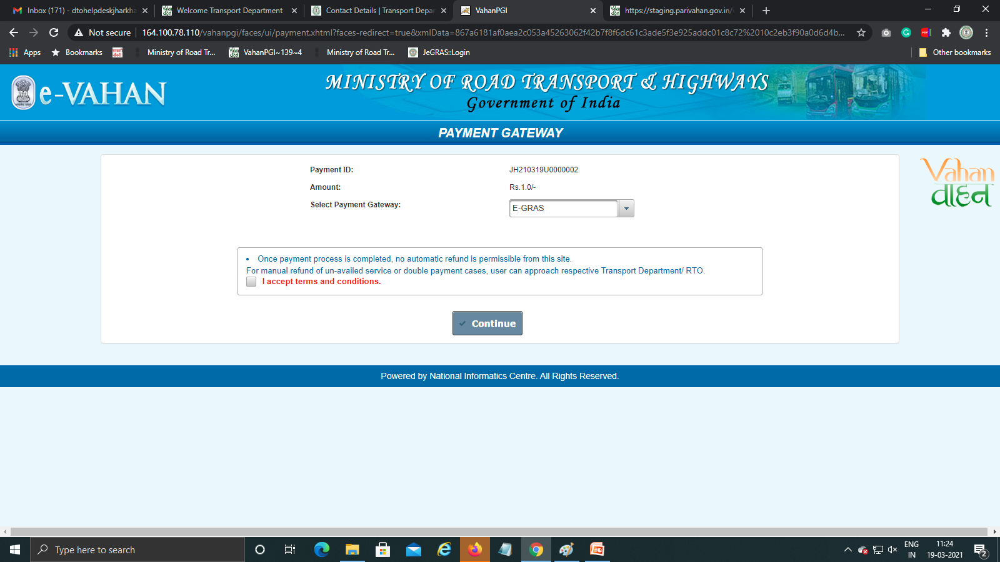 Inbox (171) - dtohelpdeskjharkha
Welcome Transport Department
Contact Details | Transport Depar
VahanPGI
https://staging.parivahan.gov.in/
Not secure | 164.100.78.110/vahanpgi/faces/ui/payment.xhtml?faces-redirect=true&xmlData=867a6181af0aea2c053a45263062f42b7f8f6dc61c3ade5f3e925addc01c8c72%2010c2eb3f90a0d6d4b...
Apps
Bookmarks
Ministry of Road Tr...
VahanPGI~139~4
Ministry of Road Tr...
JeGRAS::Login
Other bookmarks
e-VAHAN
MINISTRY OF ROAD TRANSPORT & HIGHWAYS
Government of India
PAYMENT GATEWAY
Vahan
वाहन
Payment ID: JH210319U0000002
Amount: Rs.1.0/-
Select Payment Gateway: E-GRAS
• Once payment process is completed, no automatic refund is permissible from this site.
For manual refund of un-availed service or double payment cases, user can approach respective Transport Department/ RTO.
I accept terms and conditions.
Continue
Powered by National Informatics Centre. All Rights Reserved.
Type here to search
ENG
IN
11:24
19-03-2021
2